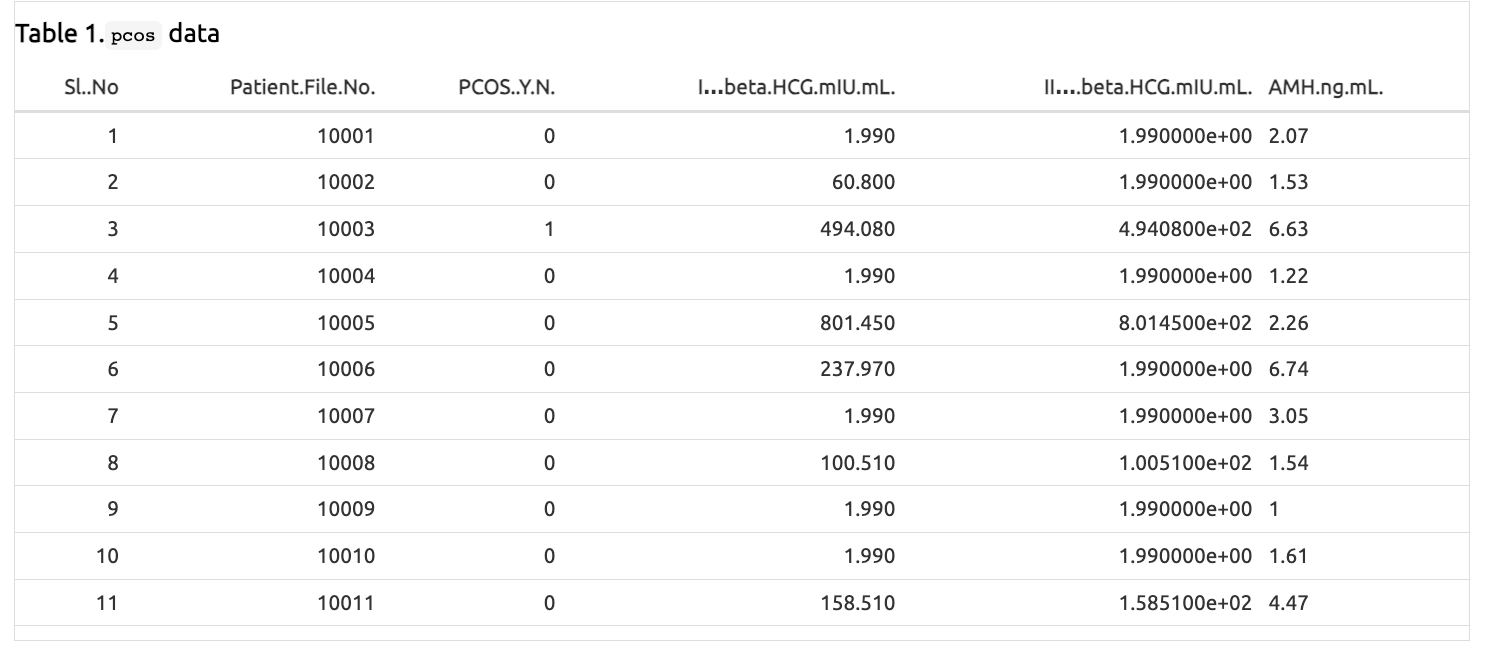 Table 1. pcos data
Sl..No Patient.File.No. PCOS..Y.N. I...beta.HCG.mIU.mL. II....beta.HCG.mIU.mL. AMH.ng.mL.
1 10001 0 1.990 1.990000e+00 2.07
2 10002 0 60.800 1.990000e+00 1.53
3 10003 1 494.080 4.940800e+02 6.63
4 10004 0 1.990 1.990000e+00 1.22
5 10005 0 801.450 8.014500e+02 2.26
6 10006 0 237.970 1.990000e+00 6.74
7 10007 0 1.990 1.990000e+00 3.05
8 10008 0 100.510 1.005100e+02 1.54
9 10009 0 1.990 1.990000e+00 1
10 10010 0 1.990 1.990000e+00 1.61
11 10011 0 158.510 1.585100e+02 4.47